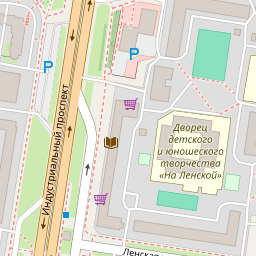 P
P
Индустриальный проспект
Дворец
детского
и юношеского
творчества
«На Ленской»
Ленская